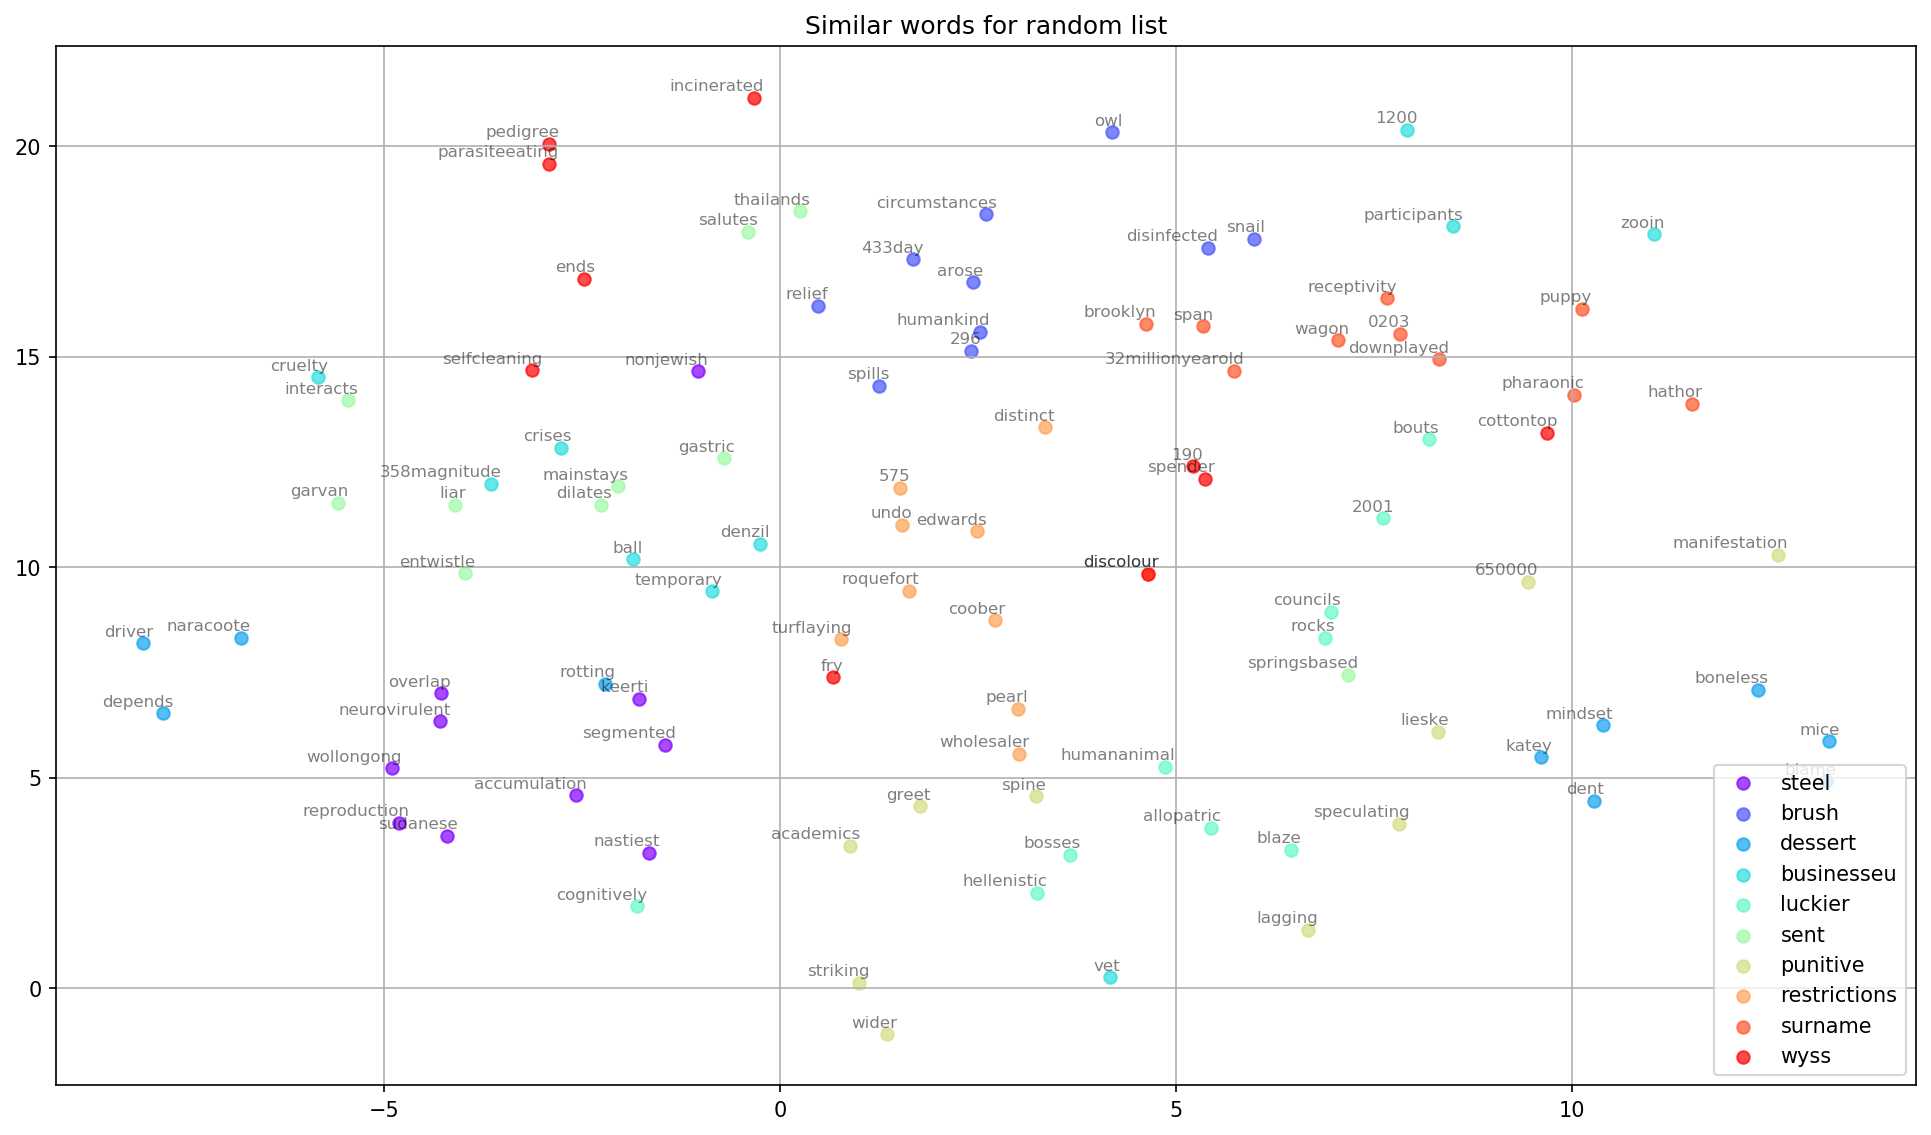 Similar words for random list
incinerated
owl
1200
pedigree
parasiteeating
thailands
salutes
circumstances
participants
zooin
snail
disinfected
433day
arose
ends
relief
receptivity
puppy
brooklyn
span
0203
humankind
296
wagon
downplayed
32millionyearold
cruelty
selfcleaning
nonjewish
interacts
spills
pharaonic
hathor
distinct
cottontop
bouts
crises
gastric
190
spender
358magnitude
mainstays
575
garvan
liar
dilates
undo
edwards
2001
denzil
manifestation
ball
entwistle
discolour
650000
temporary
roquefort
councils
coober
driver
naracoote
turflaying
rocks
springsbased
rotting
fry
overlap
keerti
boneless
depends
neurovirulent
pearl
segmented
lieske
mindset
mice
wollongong
wholesaler
humananimal
katey
blame
accumulation
greet
spine
dent
reproduction
sudanese
academics
allopatric
speculating
nastiest
bosses
blaze
cognitively
hellenistic
lagging
striking
vet
wider
steel
brush
dessert
businesseu
luckier
sent
punitive
restrictions
surname
wyss
20
15
10
5
0
−5
0
5
10